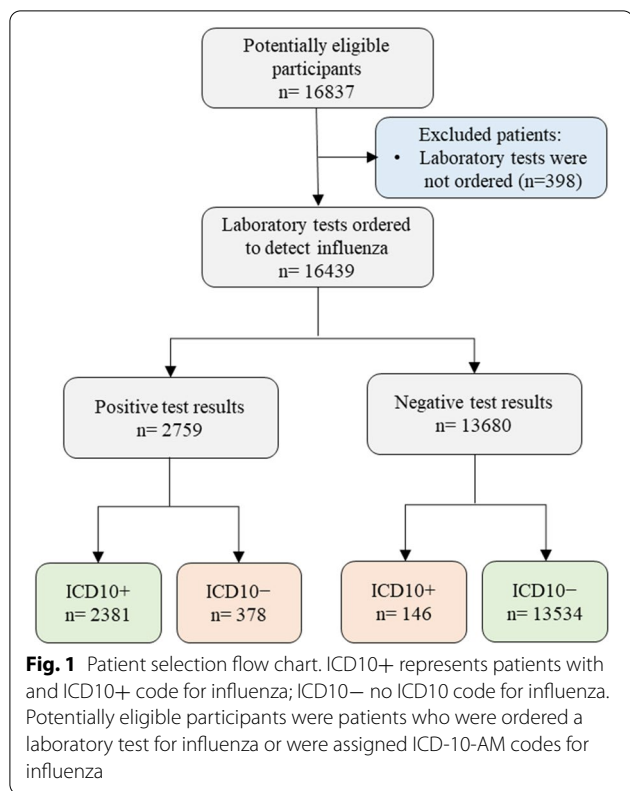 Potentially eligible
participants
n= 16837
Excluded patients:
• Laboratory tests were
not ordered (n=398)
Laboratory tests ordered
to detect influenza
n= 16439
Positive test results
n= 2759
Negative test results
n= 13680
ICD10+
n= 2381
ICD10−
n= 378
ICD10+
n= 146
ICD10−
n= 13534
Fig. 1 Patient selection flow chart. ICD10+ represents patients with
and ICD10+ code for influenza; ICD10− no ICD10 code for influenza.
Potentially eligible participants were patients who were ordered a
laboratory test for influenza or were assigned ICD-10-AM codes for
influenza